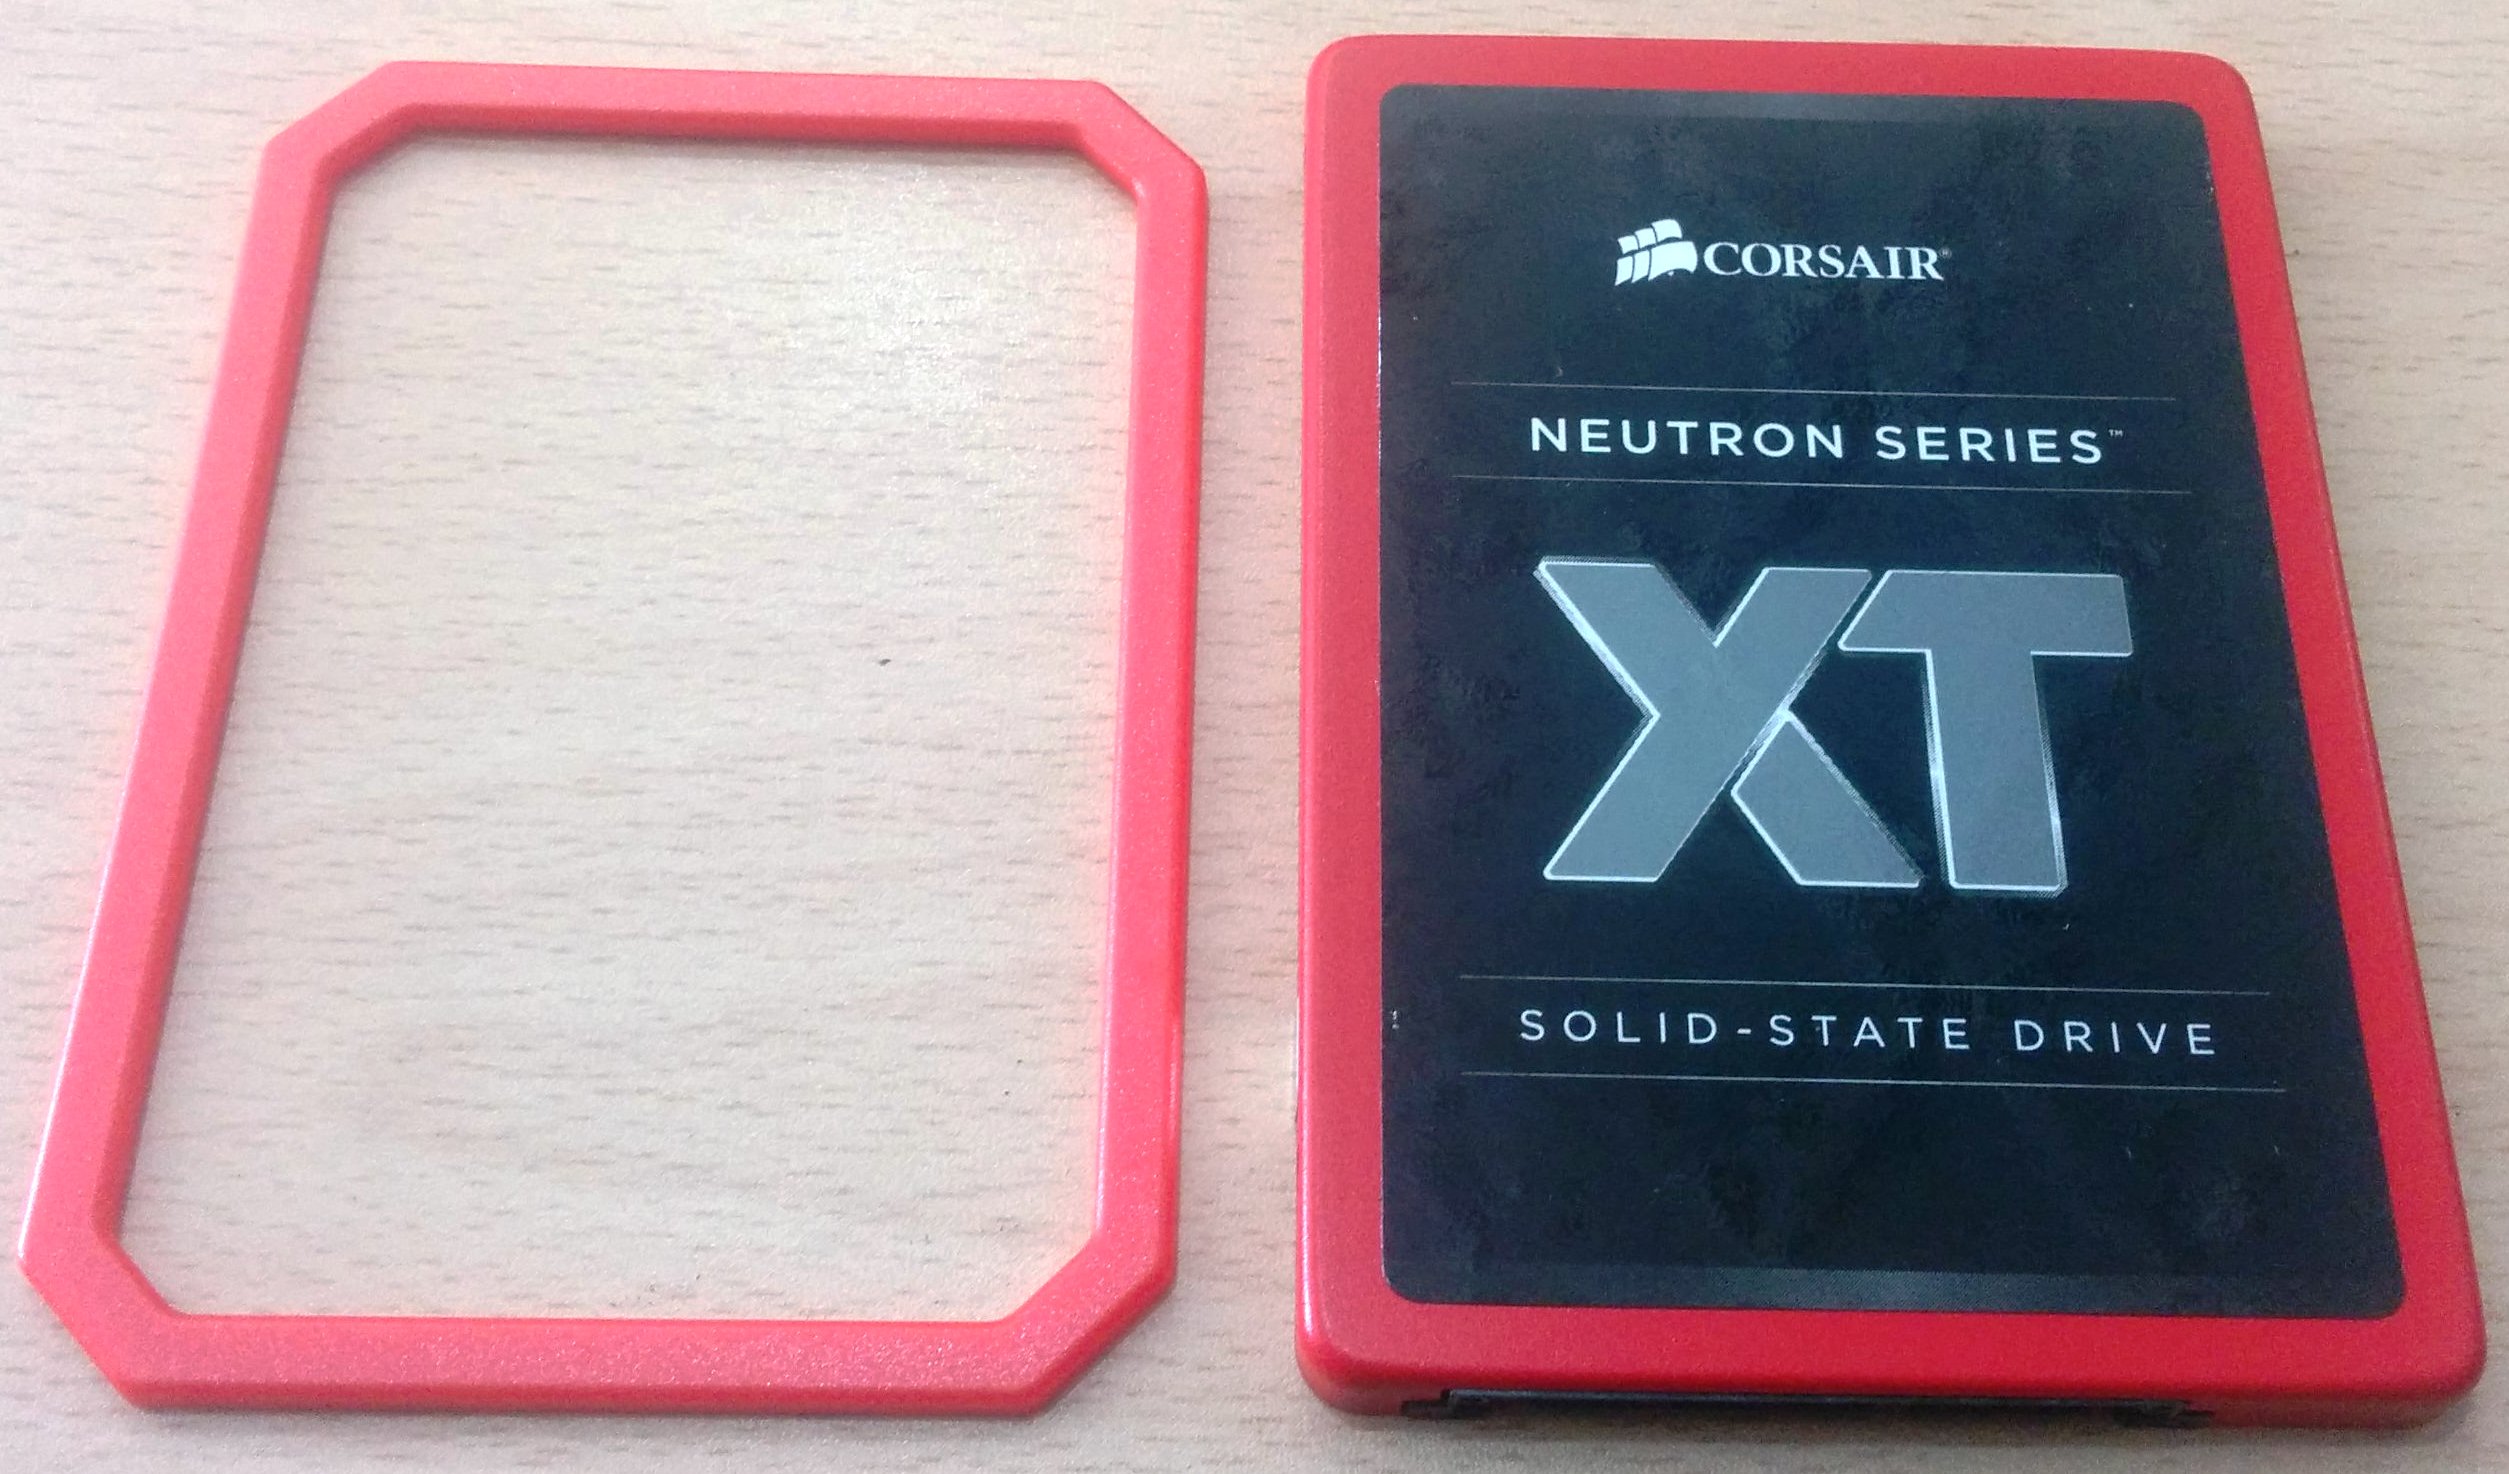 CORSAIR®
NEUTRON SERIES™
XT
SOLID-STATE DRIVE